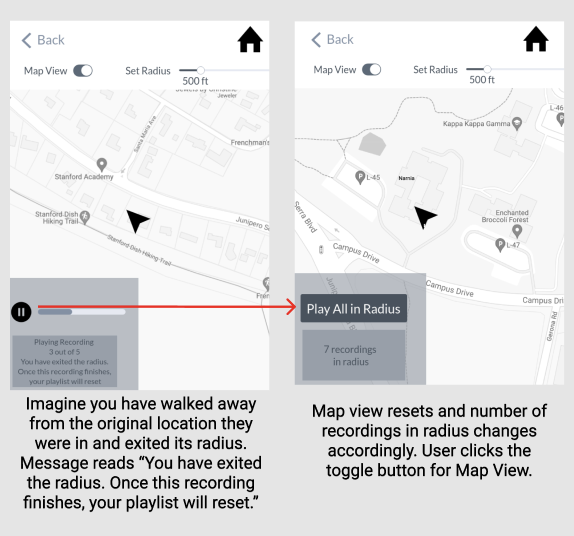 Back
Map View
Set Radius
500 ft
Jewels by Christine
Jeweler
Santa Maria Ave
Frenchman's
Stanford Academy
Stanford Dish
Hiking Trail
Junipero S
Stanford Dish Hiking Trail
Fren
Playing Recording
3 out of 5
You have exited the radius.
Once this recording finishes,
your playlist will reset
Imagine you have walked away
from the original location they
were in and exited its radius.
Message reads “You have exited
the radius. Once this recording
finishes, your playlist will reset.”
Back
Map View
Set Radius
500 ft
L-46
P
Kappa Kappa Gamma
P
L-45
Narnia
Serra Blvd
Enchanted
Broccoli Forest
P
L-47
Campus Drive
Campus Drive
Campus Dri
Junip
Blvd
Gerona Rd
Play All in Radius
7 recordings
in radius
Map view resets and number of
recordings in radius changes
accordingly. User clicks the
toggle button for Map View.